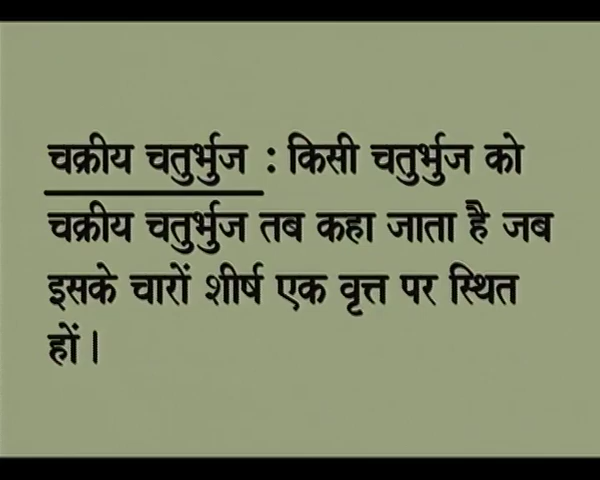 चक्रीय चतुर्भुज : किसी चतुर्भुज को
चक्रीय चतुर्भुज तब कहा जाता है जब
इसके चारों शीर्ष एक वृत्त पर स्थित
हों।